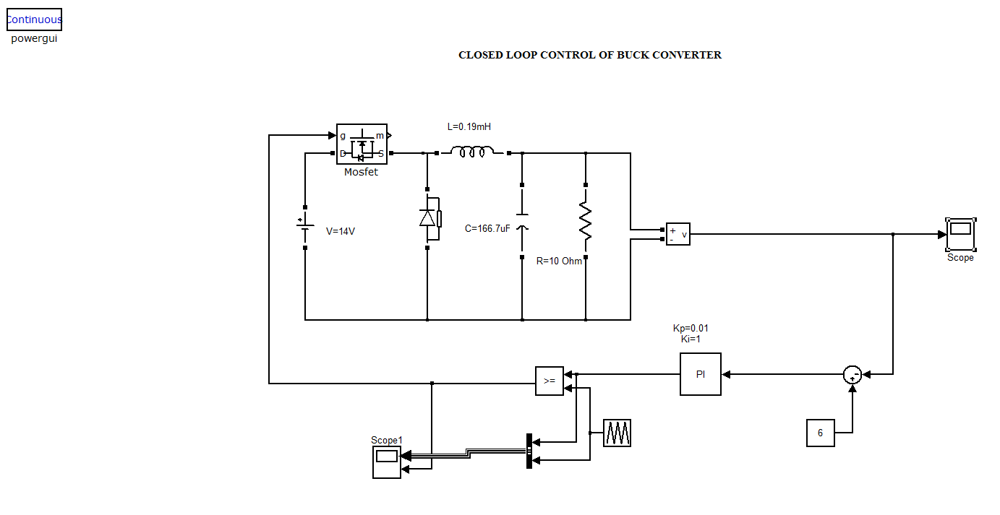 Continuous
powergui
CLOSED LOOP CONTROL OF BUCK CONVERTER
L=0.19mH
g
m
D
S
Mosfet
+
V=14V
C=166.7uF
R=10 Ohm
+
-
v
Scope
Kp=0.01
Ki=1
>=
PI
-
+
6
Scope1